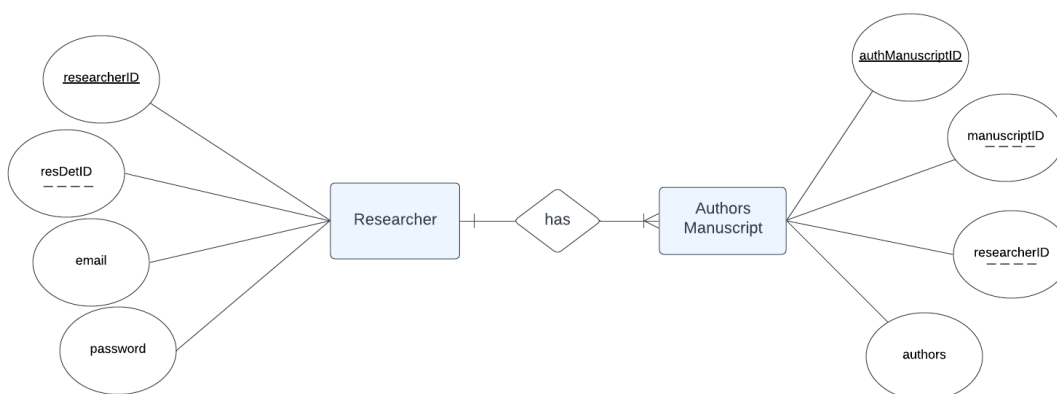 researcherID
resDetID
email
password
Researcher
has
Authors
Manuscript
authManuscriptID
manuscriptID
researcherID
authors